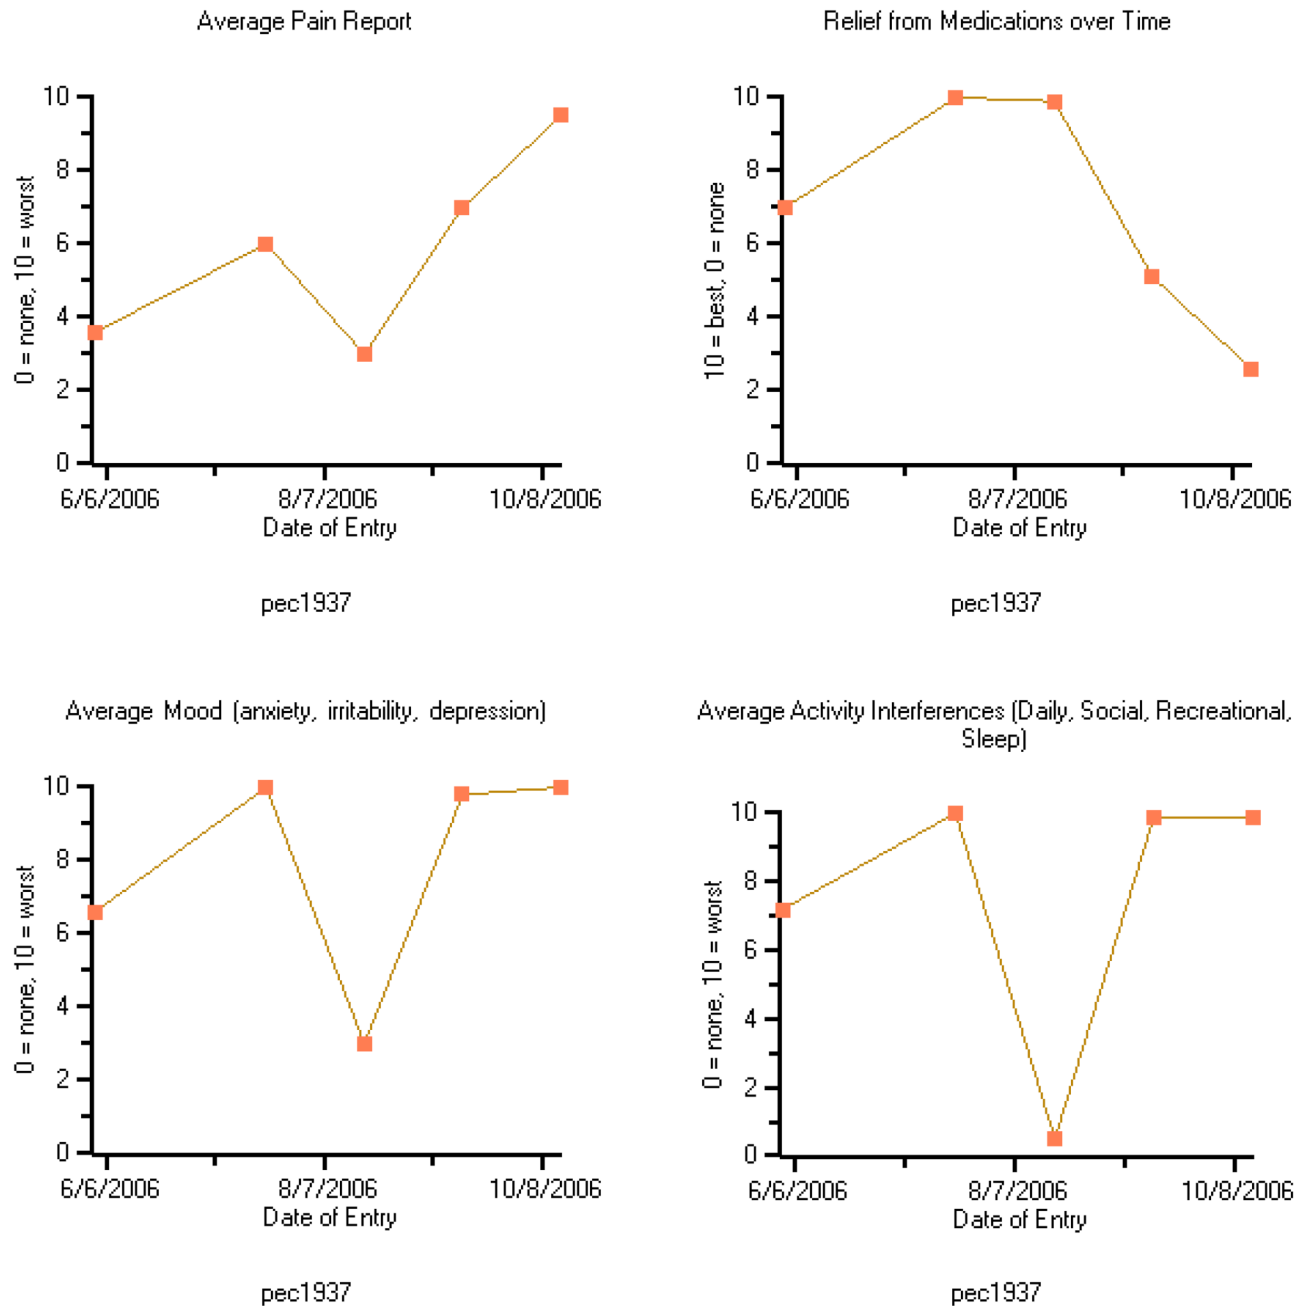 Average Pain Report
10
8
6
4
2
0
0 = none, 10 = worst
6/6/2006 8/7/2006 10/8/2006
Date of Entry
pec1937
Relief from Medications over Time
10
8
6
4
2
0
10 = best, 0 = none
6/6/2006 8/7/2006 10/8/2006
Date of Entry
pec1937
Average Mood (anxiety, irritability, depression)
10
8
6
4
2
0
0 = none, 10 = worst
6/6/2006 8/7/2006 10/8/2006
Date of Entry
pec1937
Average Activity Interferences (Daily, Social, Recreational,
Sleep)
10
8
6
4
2
0
0 = none, 10 = worst
6/6/2006 8/7/2006 10/8/2006
Date of Entry
pec1937